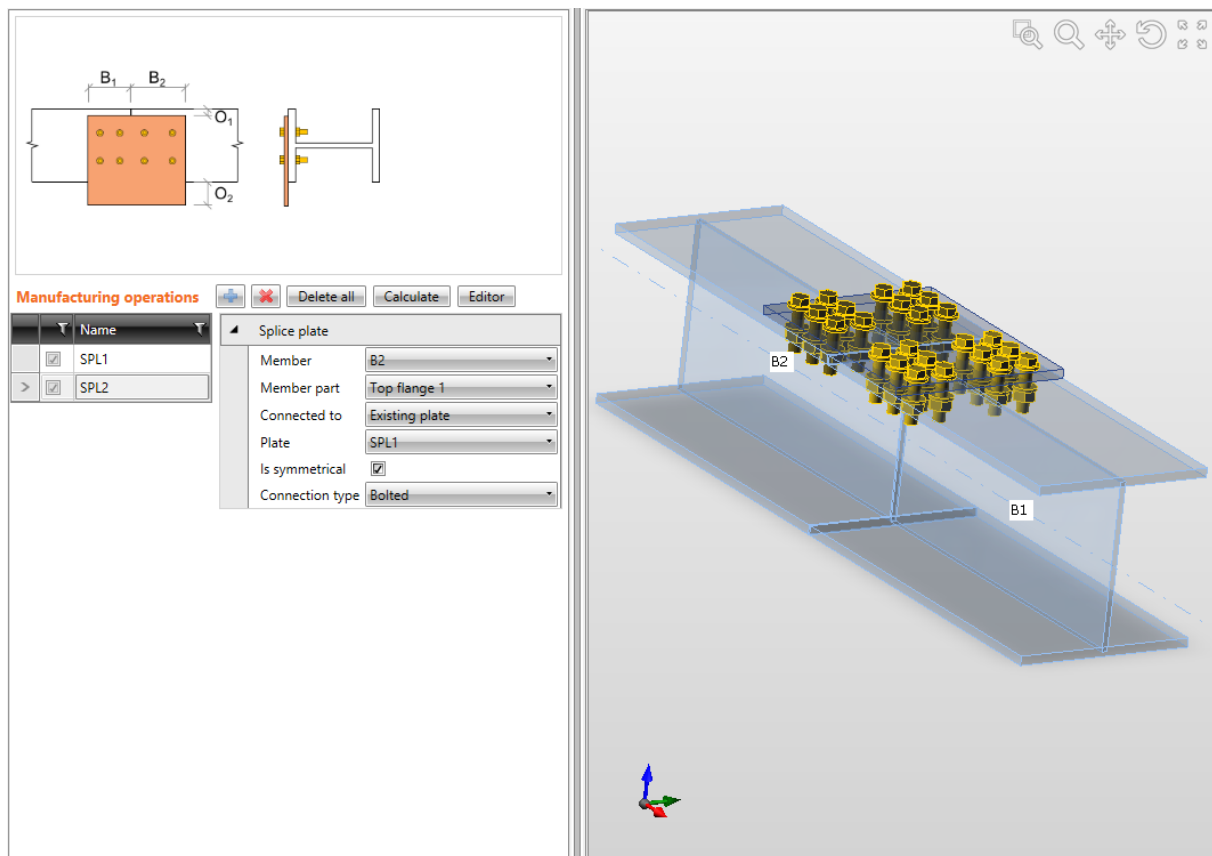 B1 B2
O1
O2
Manufacturing operations Delete all Calculate Editor
Name
SPL1
SPL2
Splice plate
Member B2
Member part Top flange 1
Connected to Existing plate
Plate SPL1
Is symmetrical
Connection type Bolted
B2
B1